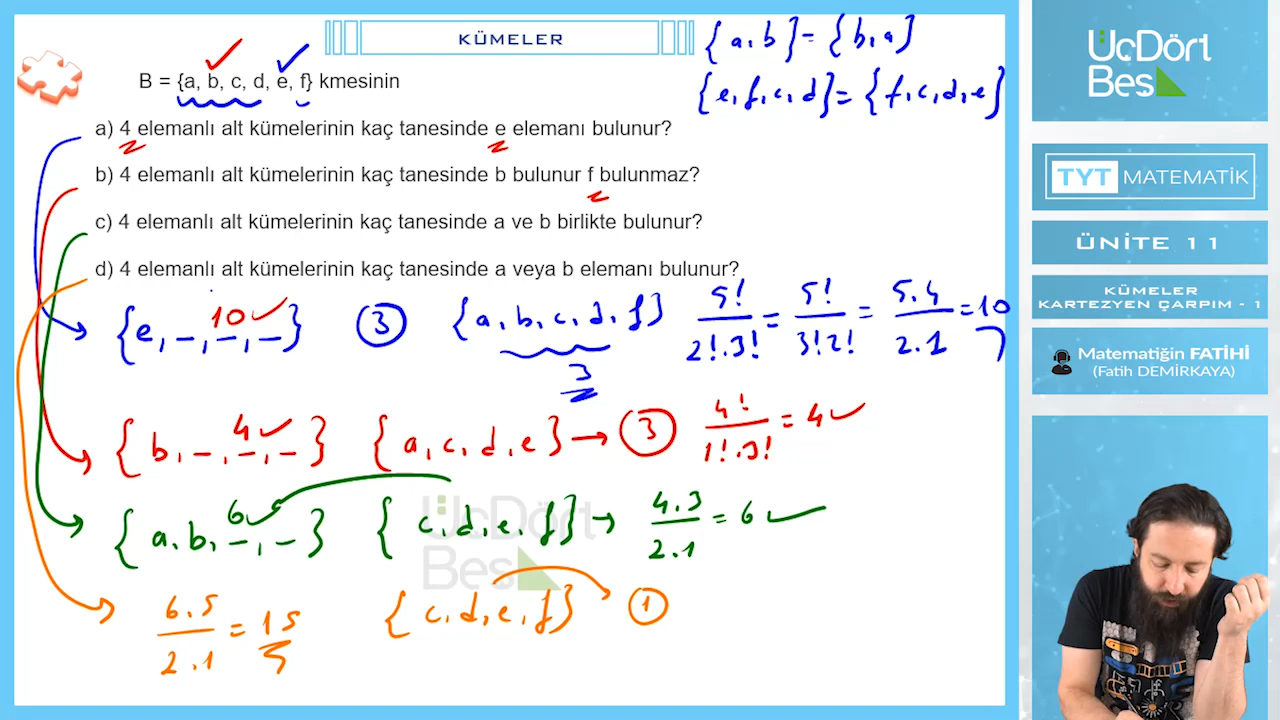 KÜMELER
{a, b} = {b, a}
{e, f, c, d} = {f, c, d, e}
B = {a, b, c, d, e, f} kmesinin
a) 4 elemanlı alt kümelerinin kaç tanesinde e elemanı bulunur?
b) 4 elemanlı alt kümelerinin kaç tanesinde b bulunur f bulunmaz?
c) 4 elemanlı alt kümelerinin kaç tanesinde a ve b birlikte bulunur?
d) 4 elemanlı alt kümelerinin kaç tanesinde a veya b elemanı bulunur?
{e, _, _, _} 10 ✓ 3 {a, b, c, d, f} 3 5!/2!.3! = 5!/3!2! = 5.4/2.1 = 10
{b, _, _, _} 4 ✓ {a, c, d, e} → 3 4!/1!.3! = 4 ✓
{a, b, _, _} 6 ✓ {c, d, e, f} → 4.3/2.1 = 6 ✓
6.5/2.1 = 15 {c, d, e, f} 1
ÜçDört
Beş
ÜçDört
Beş
TYT MATEMATİK
ÜNİTE 11
KÜMELER
KARTEZYEN ÇARPIM - 1
Matematiğin FATİHİ
(Fatih DEMİRKAYA)